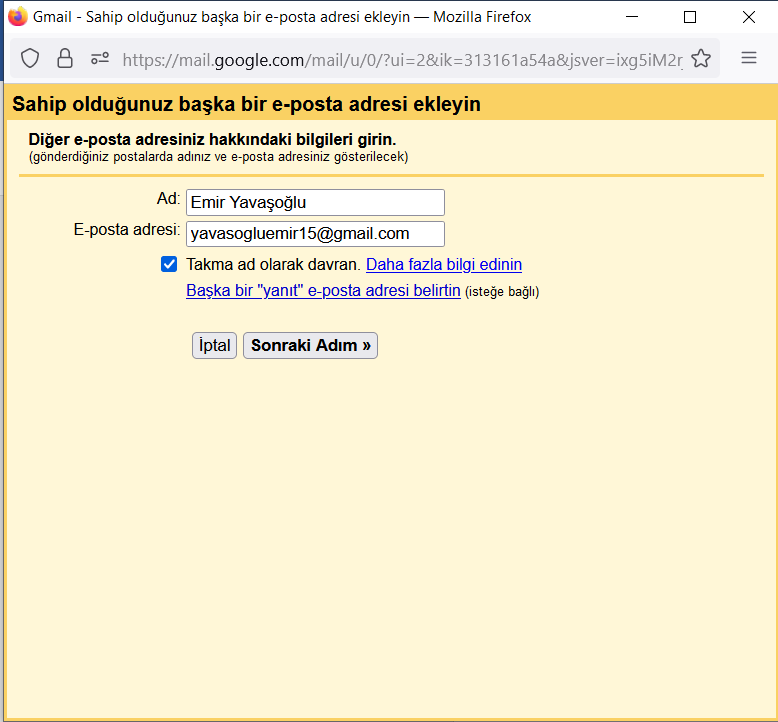 Gmail - Sahip olduğunuz başka bir e-posta adresi ekleyin — Mozilla Firefox
https://mail.google.com/mail/u/0/?ui=2&ik=313161a54a&jsver=ixg5iM2r
Sahip olduğunuz başka bir e-posta adresi ekleyin
Diğer e-posta adresiniz hakkındaki bilgileri girin.
(gönderdiğiniz postalarda adınız ve e-posta adresiniz gösterilecek)
Ad: Emir Yavaşoğlu
E-posta adresi: yavasogluemir15@gmail.com
Takma ad olarak davran. Daha fazla bilgi edinin
Başka bir "yanıt" e-posta adresi belirtin (isteğe bağlı)
İptal Sonraki Adım »